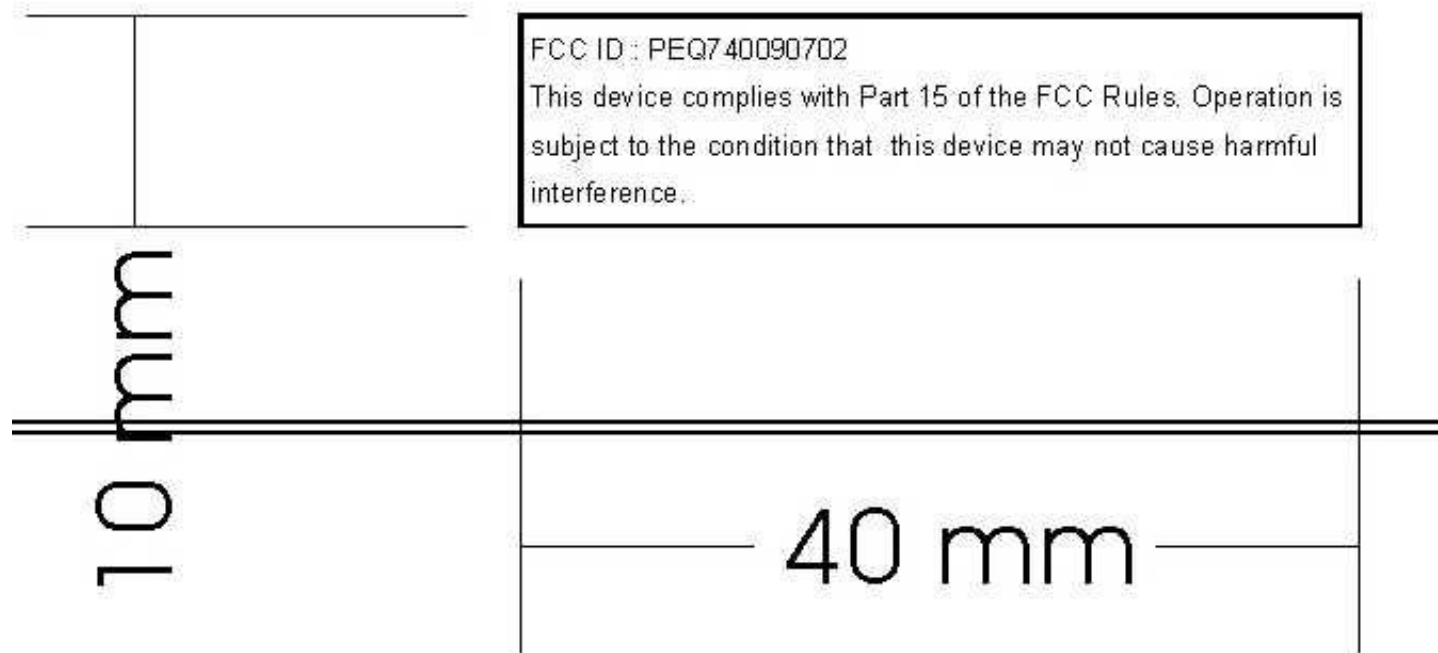 FCC ID : PEQ740090702
This device complies with Part 15 of the FCC Rules. Operation is
subject to the condition that this device may not cause harmful
interference.
10 mm
40 mm